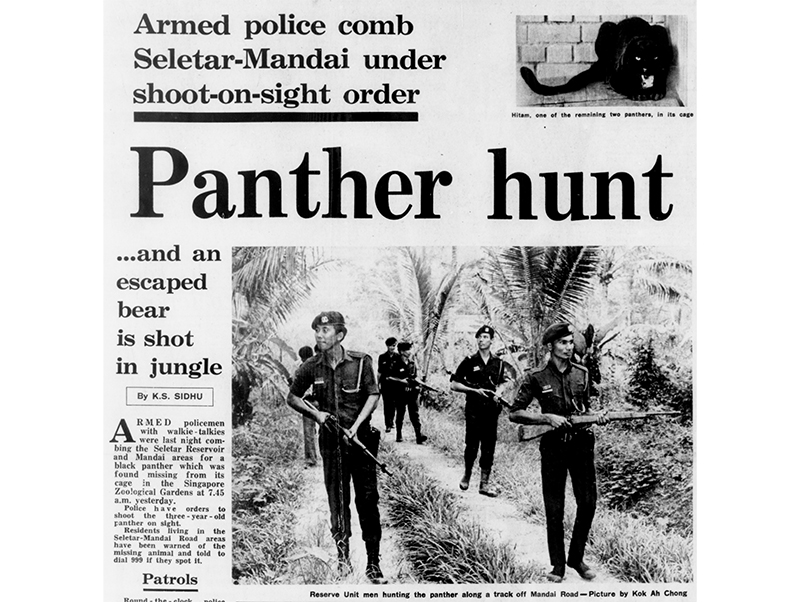 Armed police comb
Seletar-Mandai under
shoot-on-sight order
Hitam, one of the remnining two panthers, in its cage
Panther hunt
...and an
escaped
bear
is shot
in jungle
By K.S. SIDHU
ARMED policemen
with walkie-talkies
were last night com-
bing the Seletar Reservoir
and Mandai areas for a
black panther which was
found missing from its
cage in the Singapore
Zoological Gardens at 7.45
a.m. yesterday.
Police have orders to
shoot the three-year-old
panther on sight.
Residents living in the
Seletar-Mandai Road areas
have been warned of the
missing animal and told to
dial 999 if they spot it.
Patrols
Round-the-clock police
Reserve Unit men hunting the panther along a track off Mandai Road—Picture by Kok Ah Chong